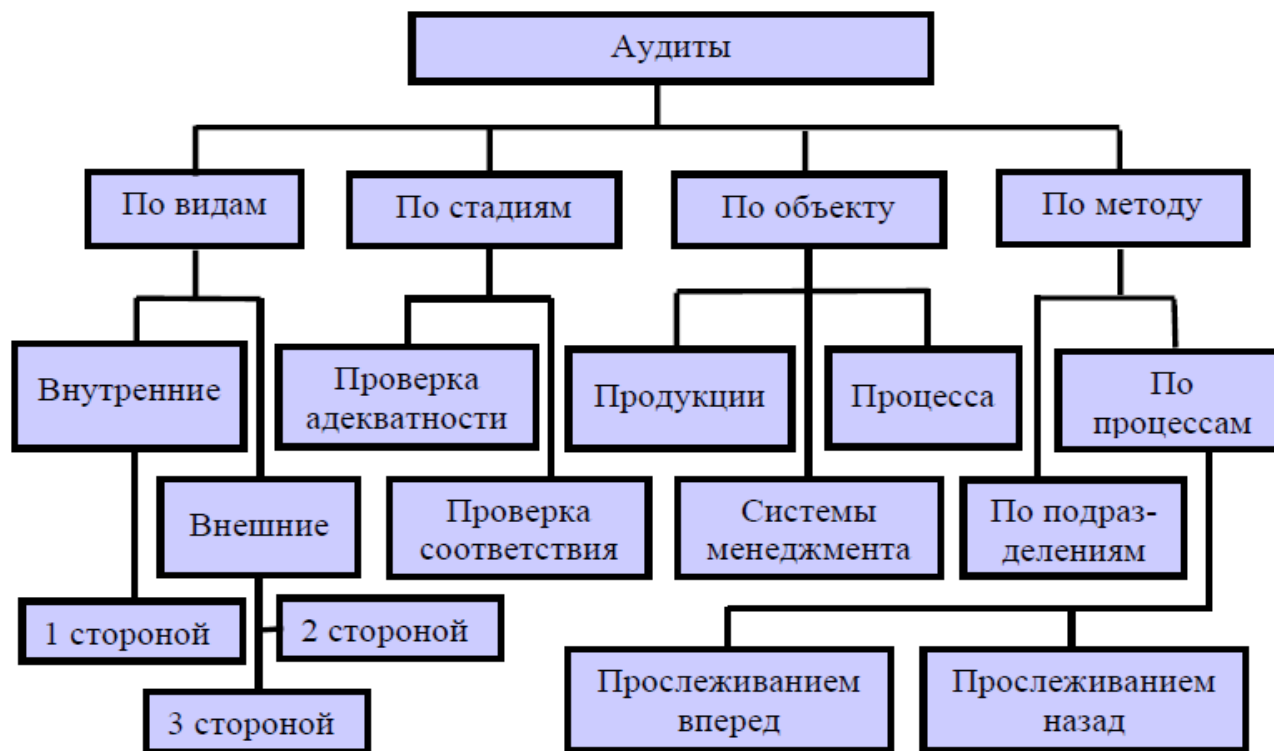 Аудиты
По видам
По стадиям
По объекту
По методу
Внутренние
Проверка
адекватности
Продукции
Процесса
По
процессам
Внешние
Проверка
соответствия
Системы
менеджмента
По подраз-
делениям
1 стороной
2 стороной
3 стороной
Прослеживанием
вперед
Прослеживанием
назад